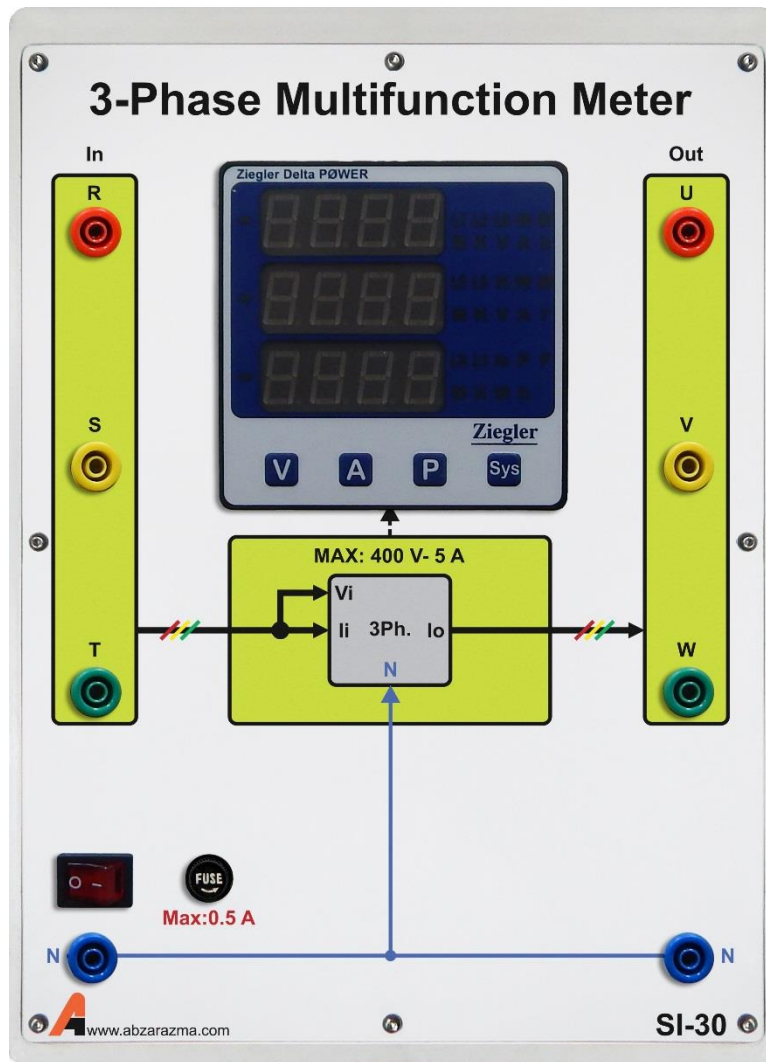 3-Phase Multifunction Meter
In
Out
R
Ziegler Delta PØWER
U
S
V
Ziegler
V A P Sys
MAX: 400 V- 5 A
Vi
Ii 3Ph. Io
N
T
W
O -
FUSE
Max:0.5 A
N
N
www.abzarazma.com
SI-30